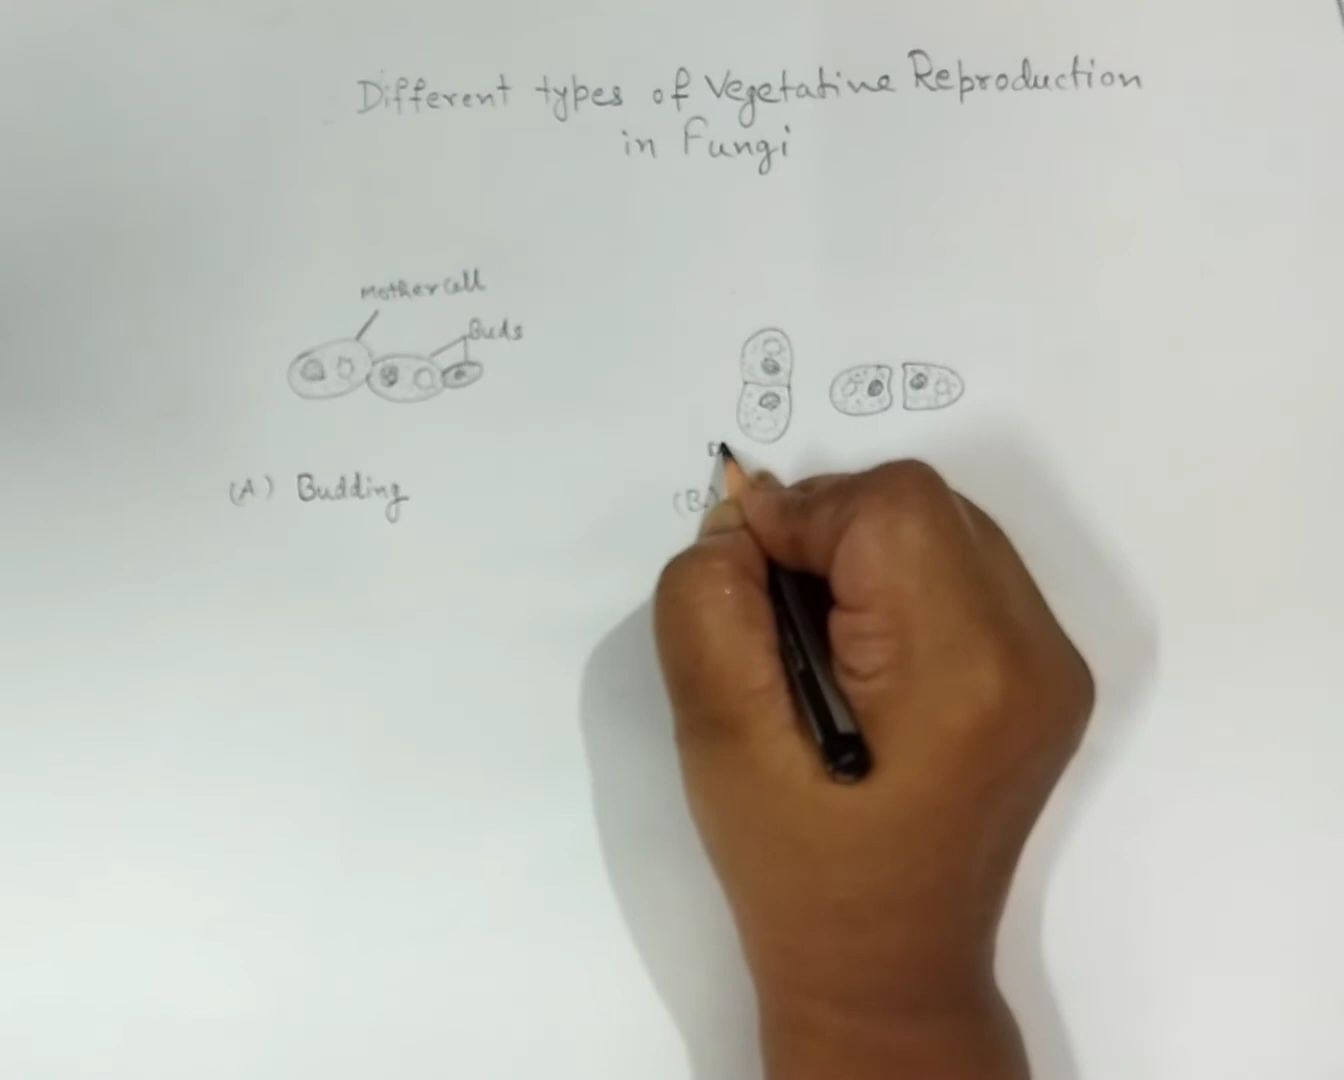 Different types of Vegetative Reproduction
in Fungi
Mother cell
Buds
(A) Budding
(B)